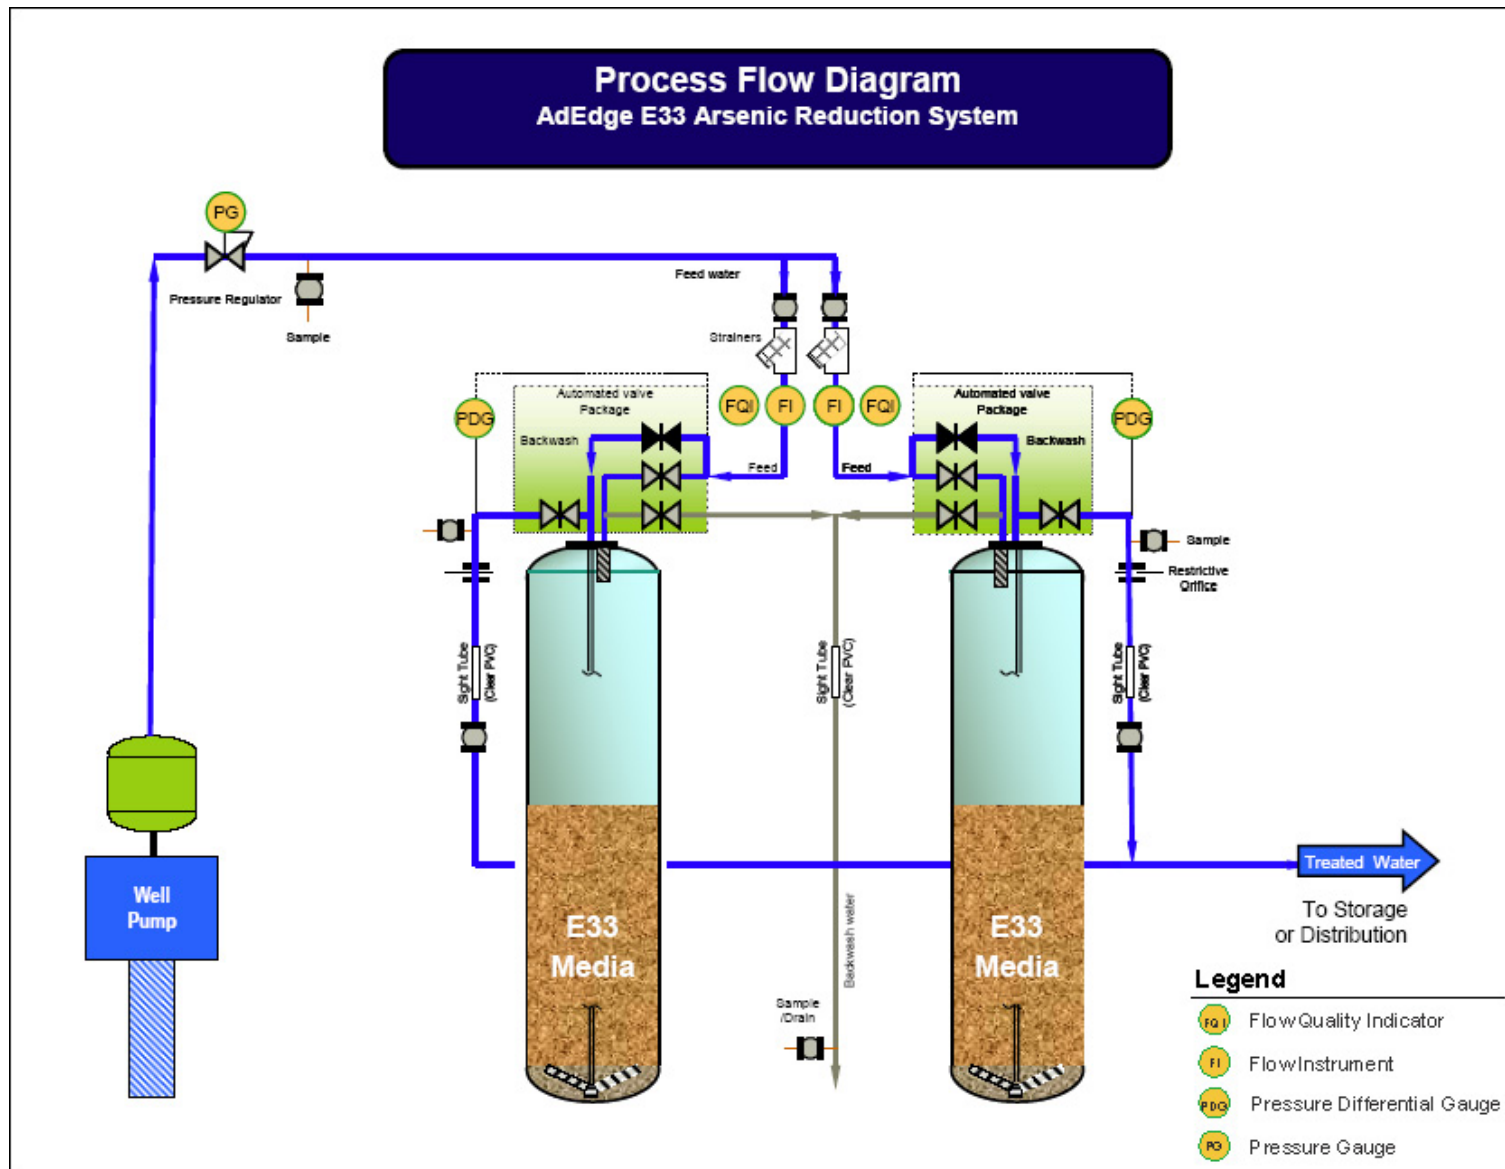 Process Flow Diagram
AdEdge E33 Arsenic Reduction System
PG
Pressure Regulator
Sample
Feed water
Strainers
PDG
Automated valve
Package
Backwash
FQI
FI
FI
FQI
Automated valve
Package
Backwash
PDG
Feed
Feed
Sample
Restrictive
Orifice
Sight Tube
(Clear PVC)
Sight Tube
(Clear PVC)
Sight Tube
(Clear PVC)
Well
Pump
Treated Water
To Storage
or Distribution
E33
Media
E33
Media
Backwash water
Sample
/Drain
Legend
FQI
Flow Quality Indicator
FI
Flow Instrument
PDG
Pressure Differential Gauge
PG
Pressure Gauge